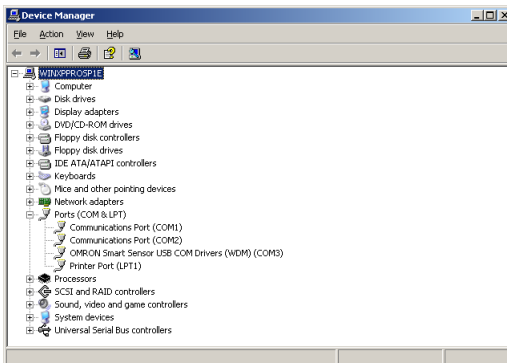 Device Manager
File Action View Help
WINXPPROSP1E
Computer
Disk drives
Display adapters
DVD/CD-ROM drives
Floppy disk controllers
Floppy disk drives
IDE ATA/ATAPI controllers
Keyboards
Mice and other pointing devices
Network adapters
Ports (COM & LPT)
Communications Port (COM1)
Communications Port (COM2)
OMRON Smart Sensor USB COM Drivers (WDM) (COM3)
Printer Port (LPT1)
Processors
SCSI and RAID controllers
Sound, video and game controllers
System devices
Universal Serial Bus controllers